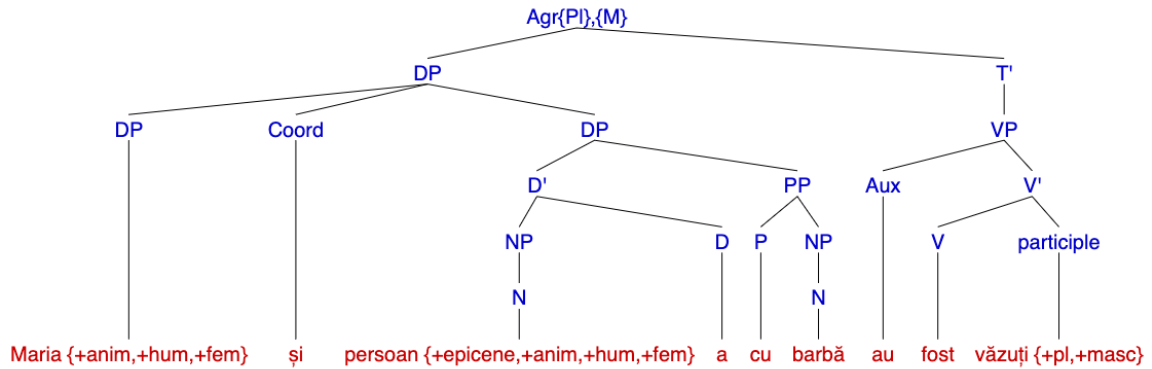 Agr{Pl},{M}
DP T'
DP Coord DP VP
D' PP Aux V'
NP D P NP V participle
N N
Maria {+anim,+hum,+fem} și persoan {+epicene,+anim,+hum,+fem} a cu barbă au fost văzuți {+pl,+masc}